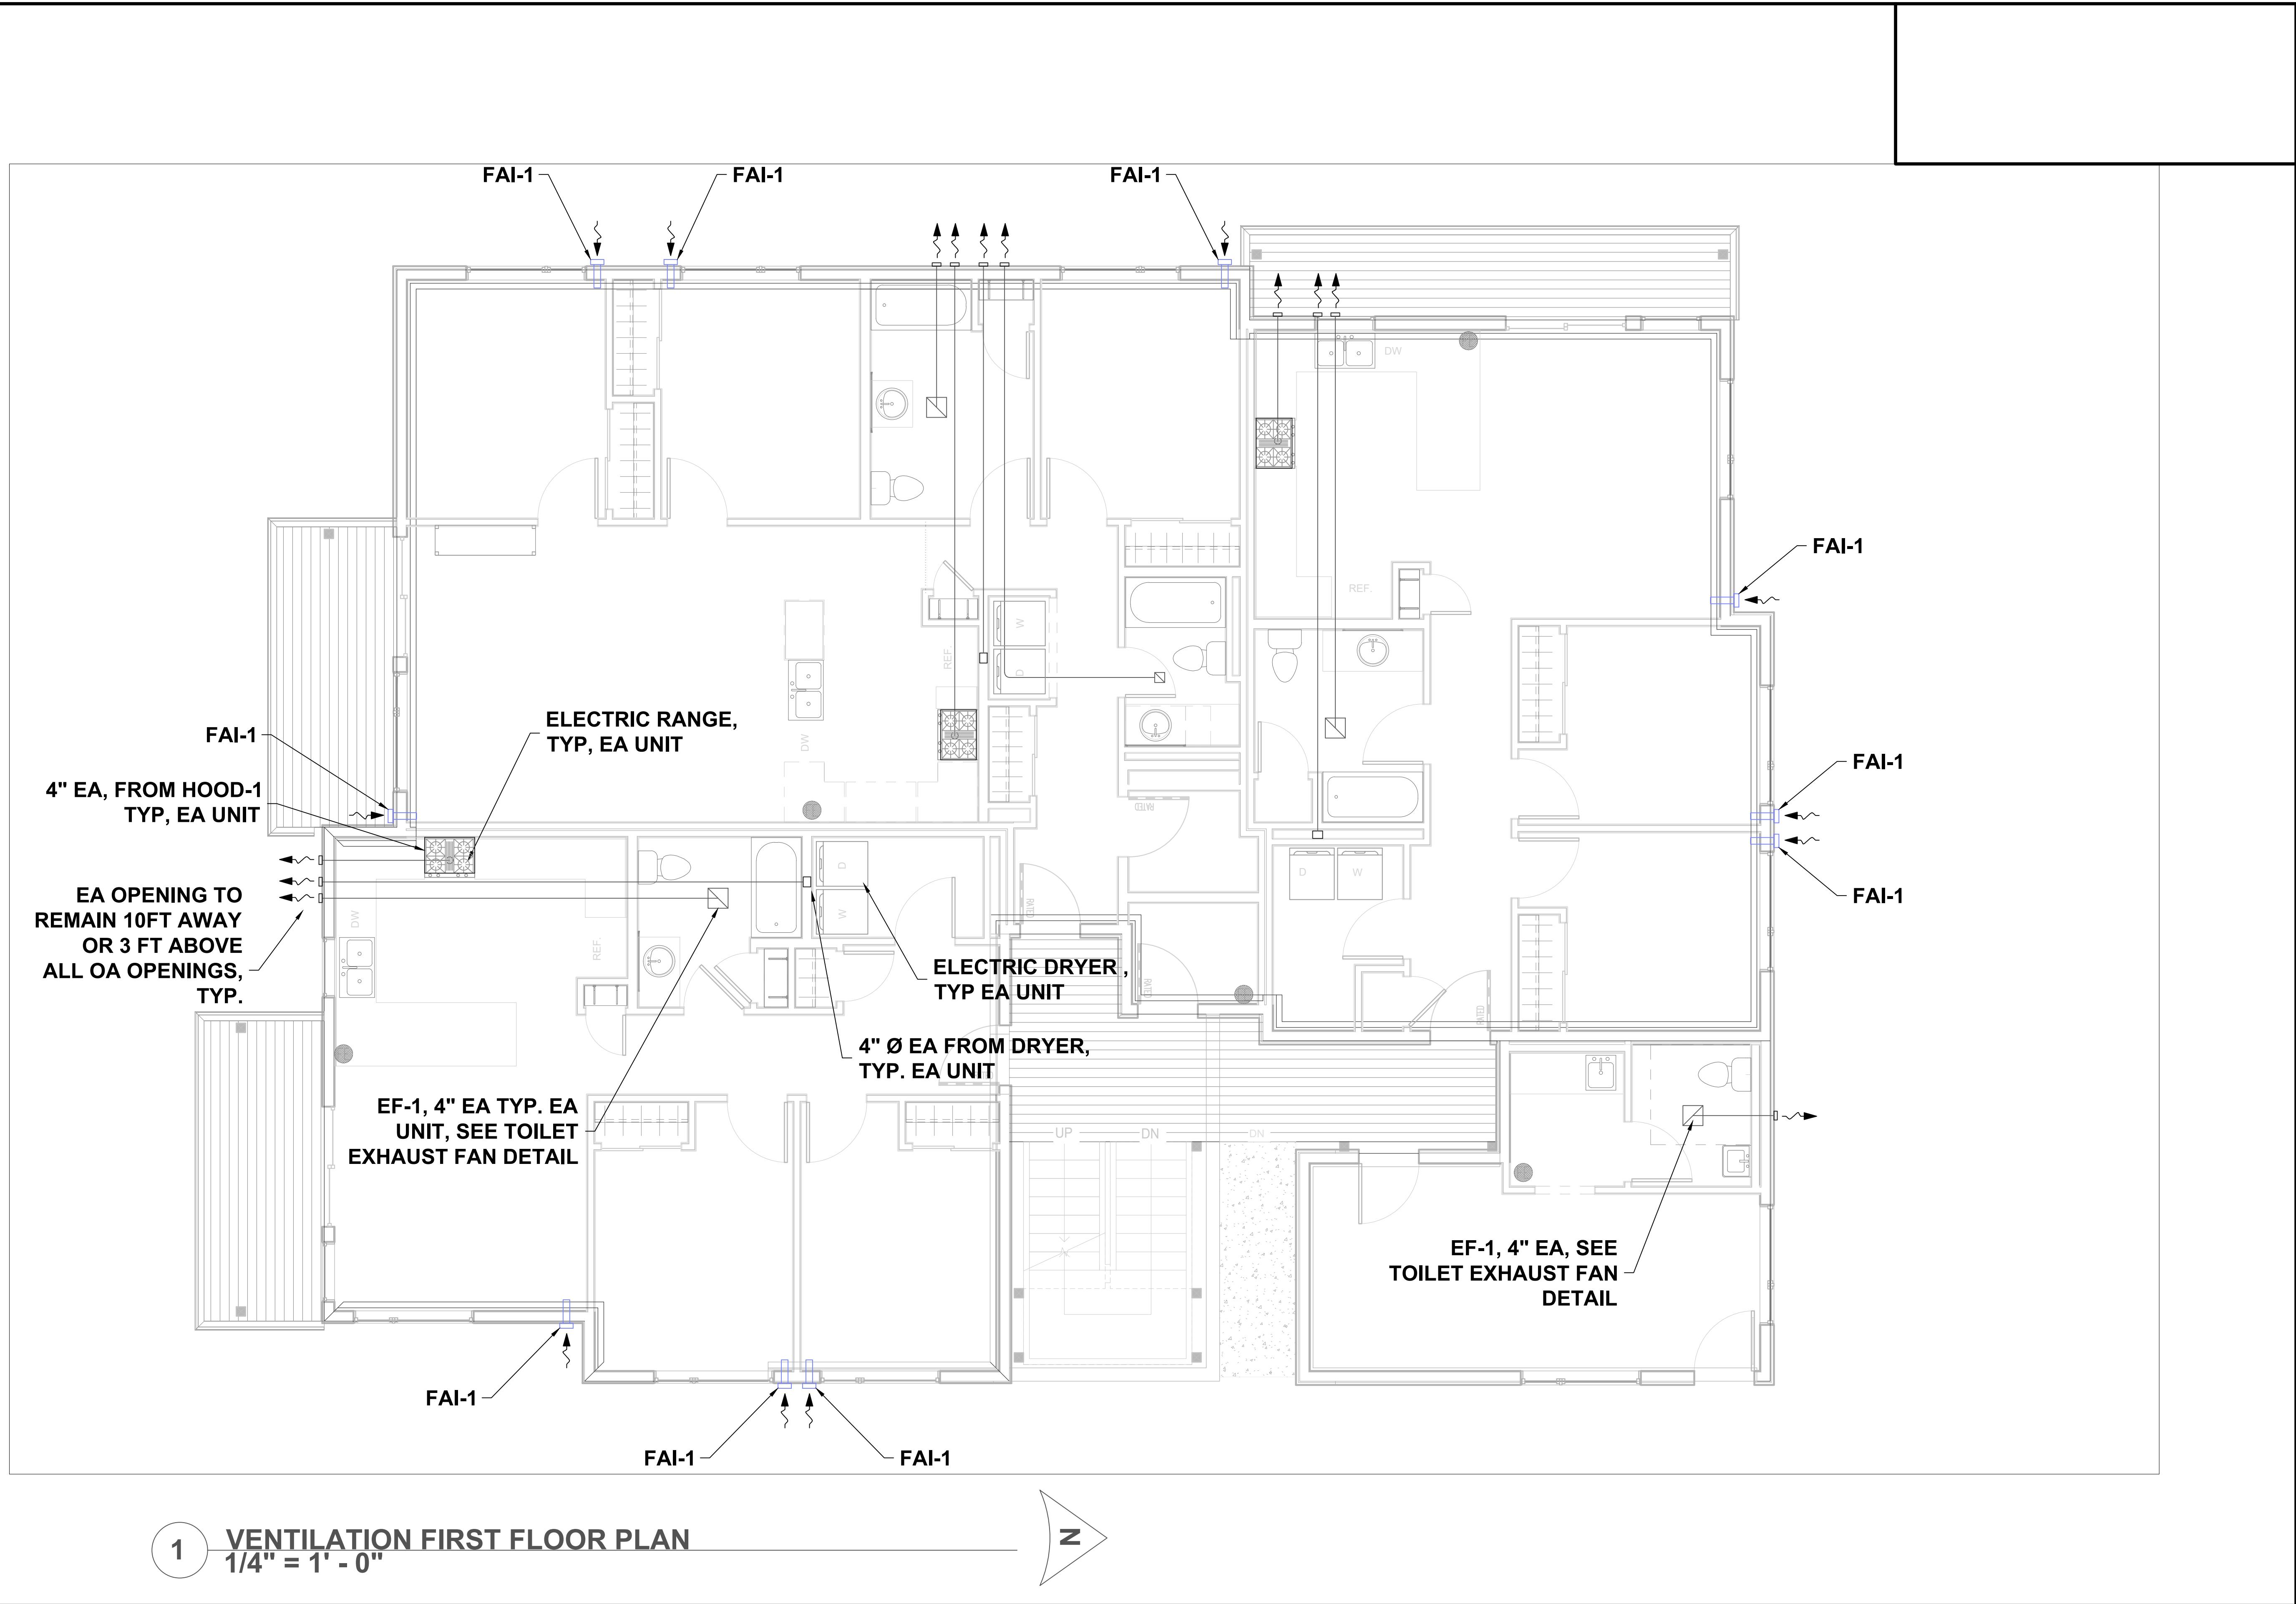 FAI-1
FAI-1
FAI-1
DW
FAI-1
REF.
W
D
REF.
DW
ELECTRIC RANGE,
TYP, EA UNIT
FAI-1
4" EA, FROM HOOD-1
TYP, EA UNIT
FAI-1
FAI-1
RATED
EA OPENING TO
REMAIN 10FT AWAY
OR 3 FT ABOVE
ALL OA OPENINGS,
TYP.
DW
REF.
D
W
D
W
RATED
RATED
RATED
ELECTRIC DRYER ,
TYP EA UNIT
4" Ø EA FROM DRYER,
TYP. EA UNIT
EF-1, 4" EA TYP. EA
UNIT, SEE TOILET
EXHAUST FAN DETAIL
UP
DN
DN
EF-1, 4" EA, SEE
TOILET EXHAUST FAN
DETAIL
FAI-1
FAI-1
FAI-1
1
VENTILATION FIRST FLOOR PLAN
1/4" = 1' - 0"
N